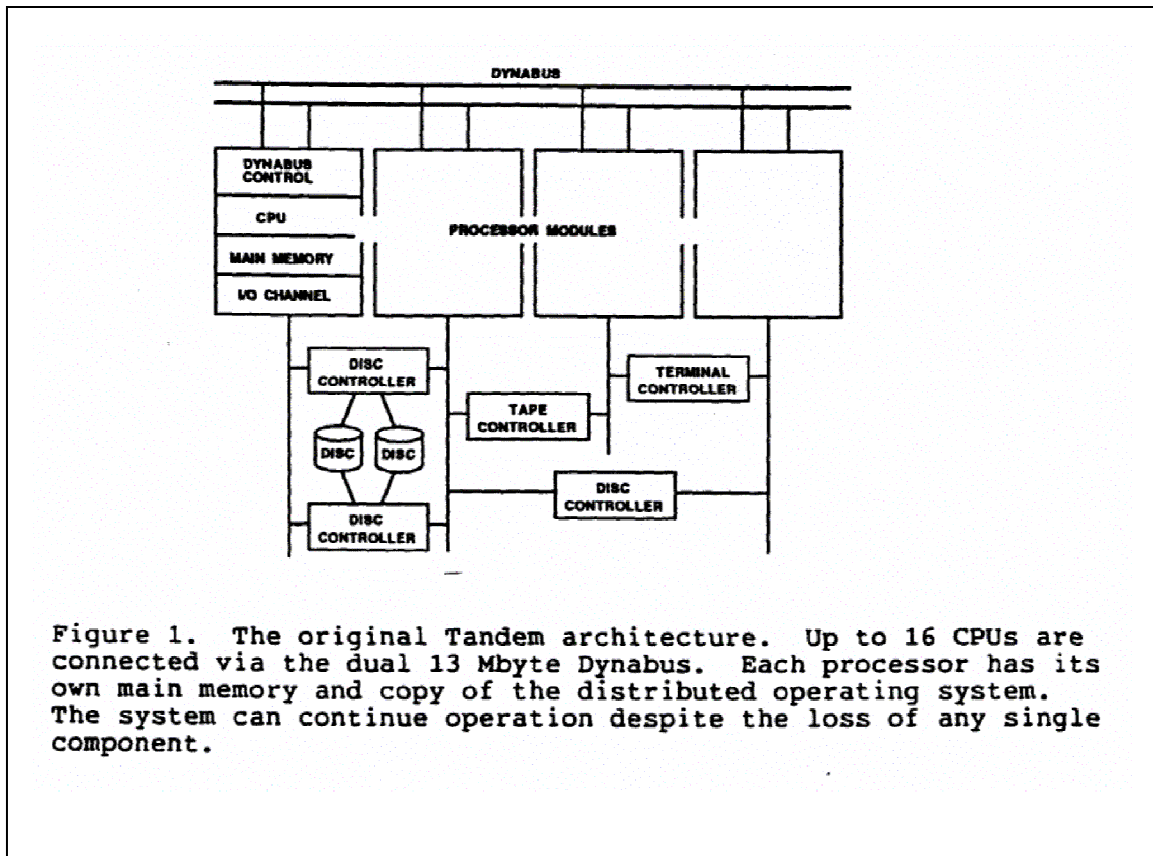 DYNABUS
DYNABUS
CONTROL
CPU
MAIN MEMORY
I/O CHANNEL
PROCESSOR MODULES
DISC
CONTROLLER
TERMINAL
CONTROLLER
TAPE
CONTROLLER
DISC
DISC
DISC
CONTROLLER
DISC
CONTROLLER
Figure 1.  The original Tandem architecture.  Up to 16 CPUs are
connected via the dual 13 Mbyte Dynabus.  Each processor has its
own main memory and copy of the distributed operating system.
The system can continue operation despite the loss of any single
component.